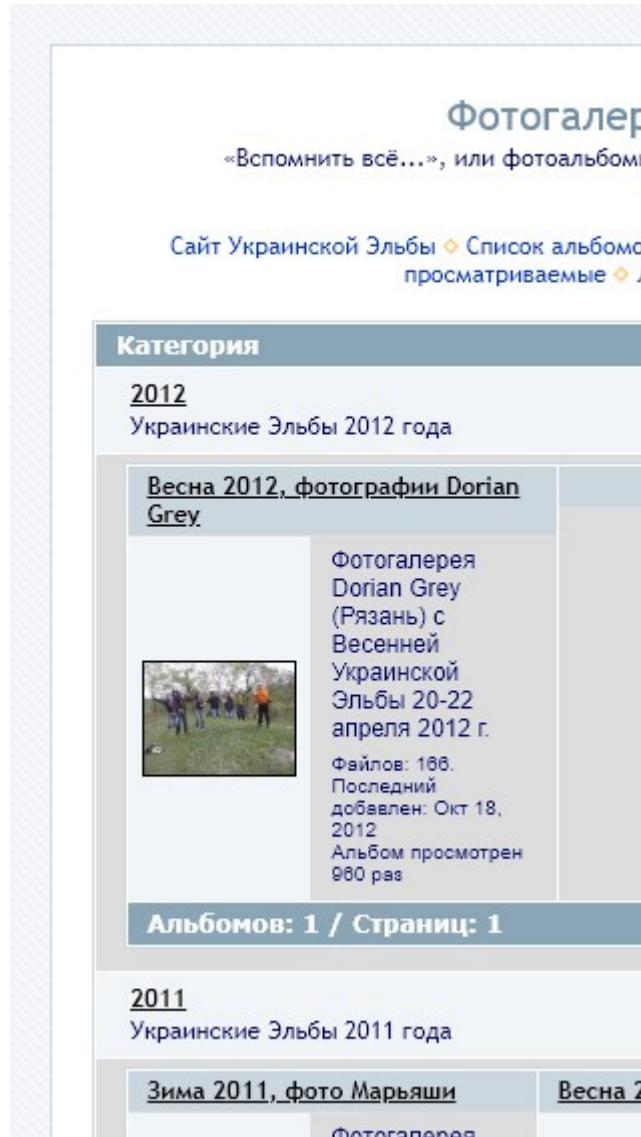 Фотогалер
«Вспомнить всё...», или фотоальбом
Сайт Украинской Эльбы ◇ Список альбомо
просматриваемые ◇
Категория
2012
Украинские Эльбы 2012 года
Весна 2012, фотографии Dorian
Grey
Фотогалерея
Dorian Grey
(Рязань) с
Весенней
Украинской
Эльбы 20-22
апреля 2012 г.
Файлов: 166.
Последний
добавлен: Окт 18,
2012
Альбом просмотрен
960 раз
Альбомов: 1 / Страниц: 1
2011
Украинские Эльбы 2011 года
Зима 2011, фото Марьяши
Весна 2
Фотогалерея